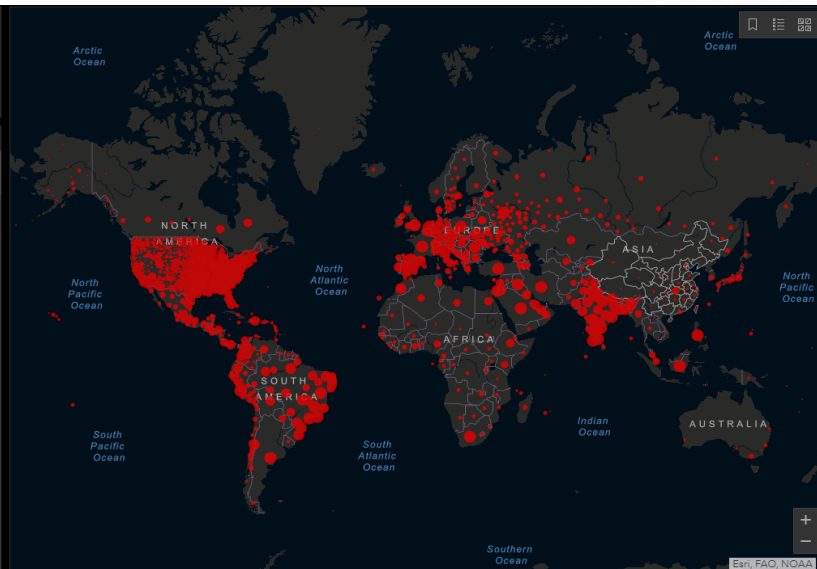 Arctic
Ocean
Arctic
Ocean
NORTH
AMERICA
EUROPE
ASIA
North
Pacific
Ocean
North
Atlantic
Ocean
North
Pacific
Ocean
AFRICA
SOUTH
AMERICA
AUSTRALIA
Indian
Ocean
South
Pacific
Ocean
South
Atlantic
Ocean
Southern
Ocean
+
−
Esri, FAO, NOAA